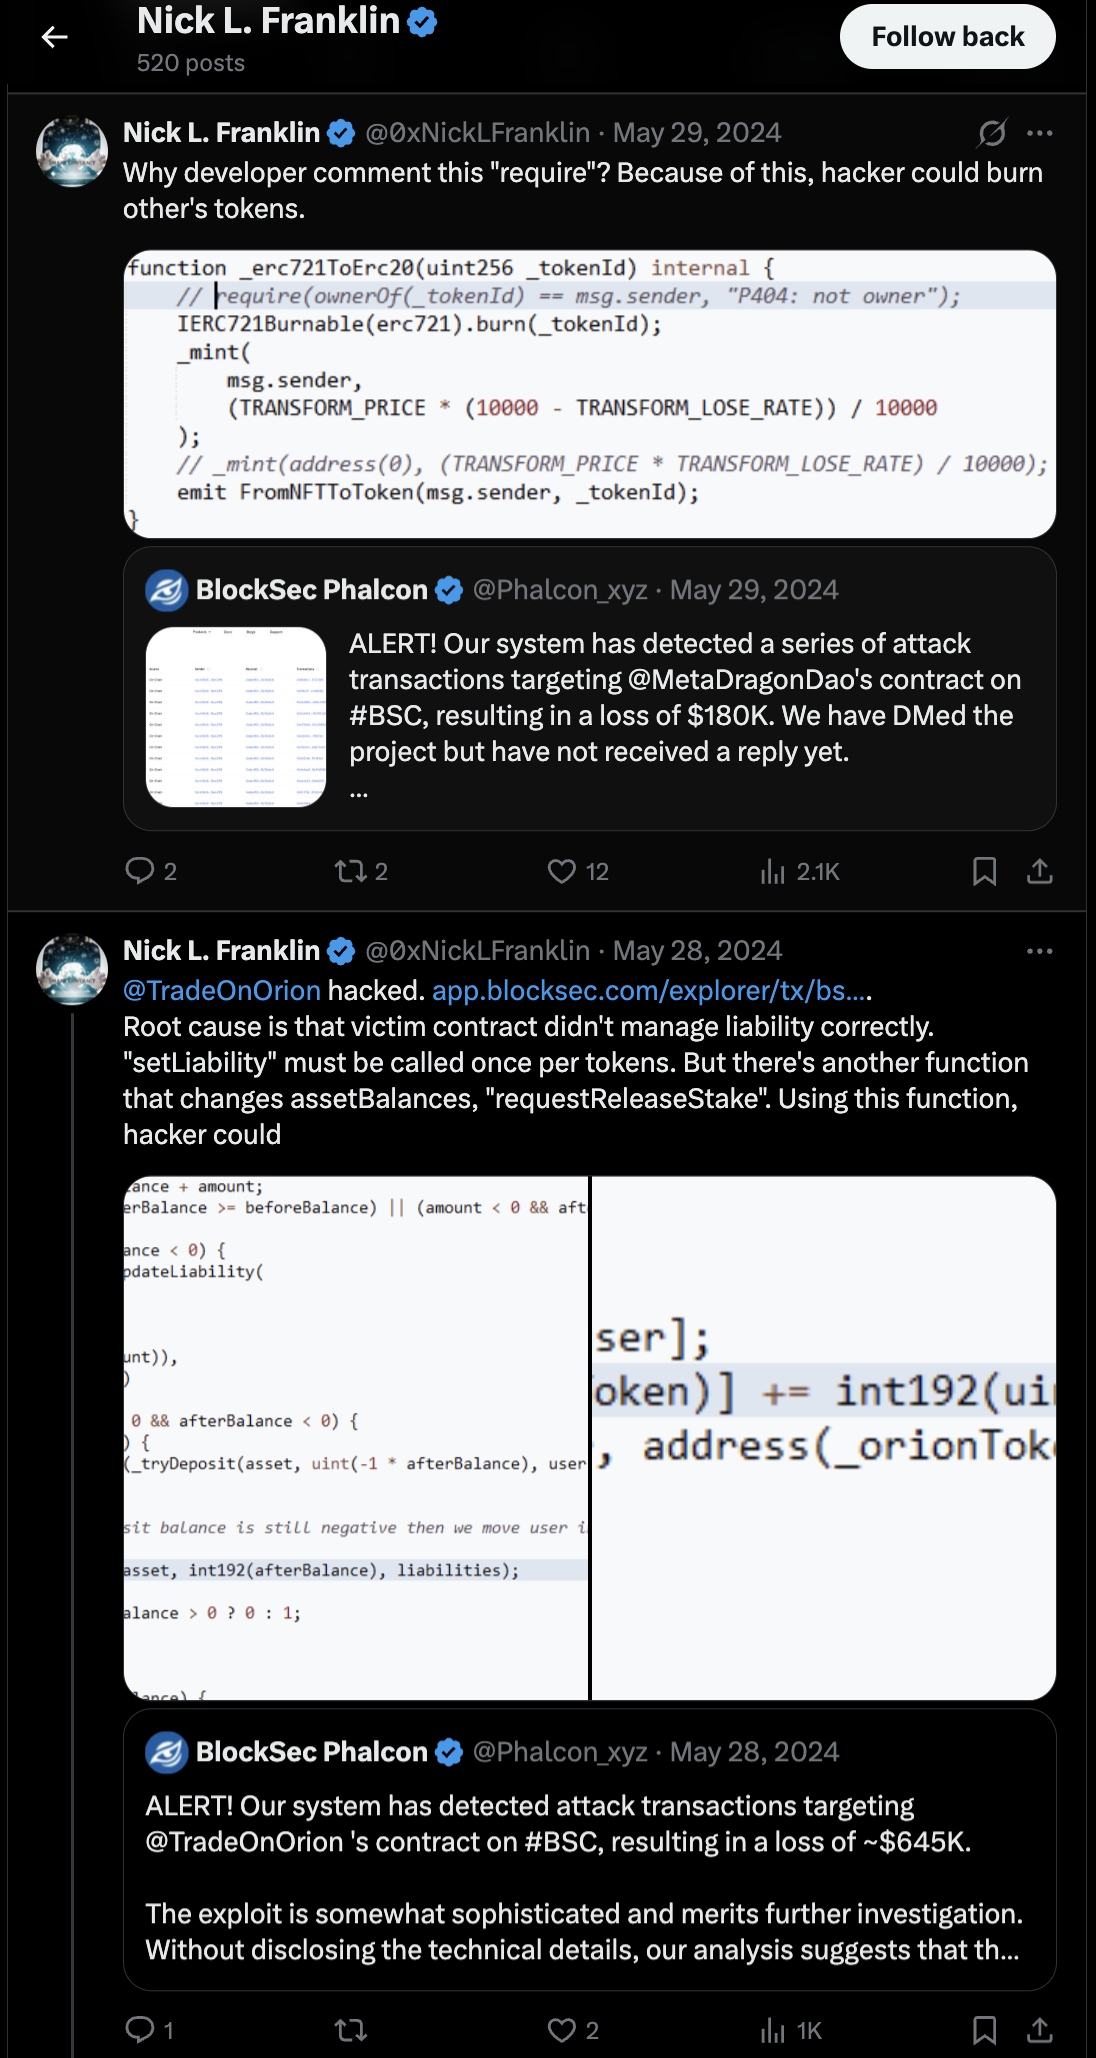 Nick L. Franklin
520 posts
Follow back
Nick L. Franklin @0xNickLFranklin · May 29, 2024
Why developer comment this "require"? Because of this, hacker could burn
other's tokens.
function _erc721ToErc20(uint256 _tokenId) internal {
// require(ownerOf(_tokenId) == msg.sender, "P404: not owner");
IERC721Burnable(erc721).burn(_tokenId);
_mint(
msg.sender,
(TRANSFORM_PRICE * (10000 - TRANSFORM_LOSE_RATE)) / 10000
);
// _mint(address(0), (TRANSFORM_PRICE * TRANSFORM_LOSE_RATE) / 10000);
emit FromNFTToToken(msg.sender, _tokenId);
}
BlockSec Phalcon @Phalcon_xyz · May 29, 2024
ALERT! Our system has detected a series of attack
transactions targeting @MetaDragonDao's contract on
#BSC, resulting in a loss of $180K. We have DMed the
project but have not received a reply yet.
...
2 2 12 2.1K
Nick L. Franklin @0xNickLFranklin · May 28, 2024
@TradeOnOrion hacked. app.blocksec.com/explorer/tx/bs....
Root cause is that victim contract didn't manage liability correctly.
"setLiability" must be called once per tokens. But there's another function
that changes assetBalances, "requestReleaseStake". Using this function,
hacker could
ance + amount;
erBalance >= beforeBalance) || (amount < 0 && aft
ance < 0) {
pdateLiability(
unt)),
)
0 && afterBalance < 0) {
) {
(_tryDeposit(asset, uint(-1 * afterBalance), user
sit balance is still negative then we move user i
asset, int192(afterBalance), liabilities);
alance > 0 ? 0 : 1;
lance) {
ser];
oken)] += int192(ui
, address(_orionTok
BlockSec Phalcon @Phalcon_xyz · May 28, 2024
ALERT! Our system has detected attack transactions targeting
@TradeOnOrion 's contract on #BSC, resulting in a loss of ~$645K.
The exploit is somewhat sophisticated and merits further investigation.
Without disclosing the technical details, our analysis suggests that th...
1 2 1K